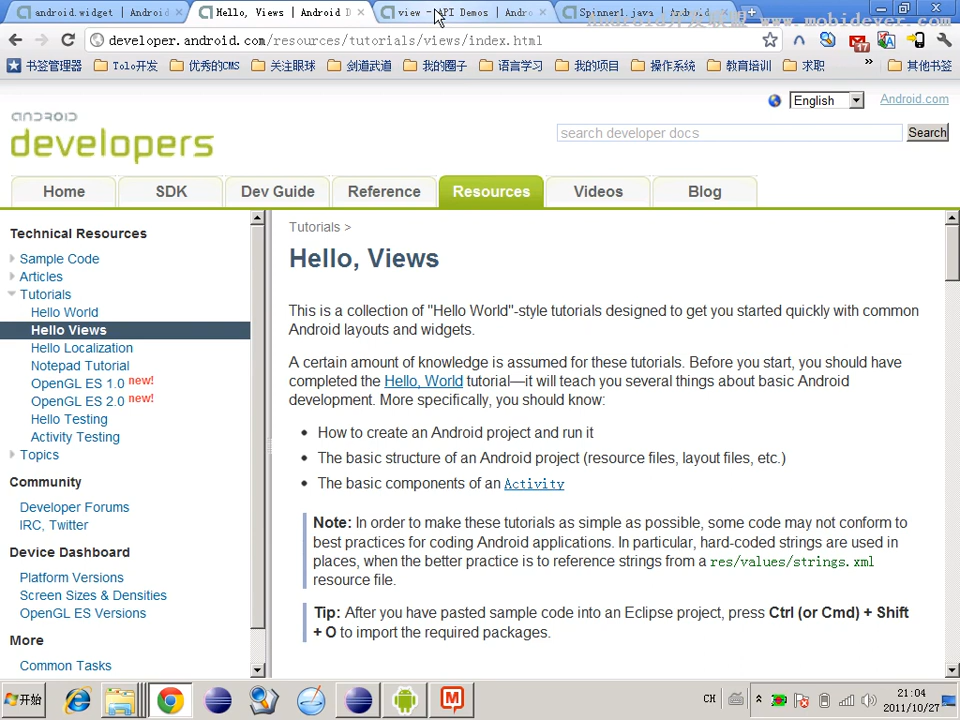 android.widget | Android
Hello, Views | Android D
view - API Demos | Andro
Spinner1.java | Android
www.mobidever.com
developer.android.com/resources/tutorials/views/index.html
17
书签管理器 Tolo开发 优秀的CMS 关注眼球 剑道武道 我的圈子 语言学习 我的项目 操作系统 教育培训 求职 » 其他书签
English Android.com
android
developers
search developer docs Search
Home SDK Dev Guide Reference Resources Videos Blog
Technical Resources
Sample Code
Articles
Tutorials
Hello World
Hello Views
Hello Localization
Notepad Tutorial
OpenGL ES 1.0 new!
OpenGL ES 2.0 new!
Hello Testing
Activity Testing
Topics
Community
Developer Forums
IRC, Twitter
Device Dashboard
Platform Versions
Screen Sizes & Densities
OpenGL ES Versions
More
Common Tasks
Tutorials >
Hello, Views
This is a collection of "Hello World"-style tutorials designed to get you started quickly with common
Android layouts and widgets.
A certain amount of knowledge is assumed for these tutorials. Before you start, you should have
completed the Hello, World tutorial—it will teach you several things about basic Android
development. More specifically, you should know:
• How to create an Android project and run it
• The basic structure of an Android project (resource files, layout files, etc.)
• The basic components of an Activity
Note: In order to make these tutorials as simple as possible, some code may not conform to
best practices for coding Android applications. In particular, hard-coded strings are used in
places, when the better practice is to reference strings from a res/values/strings.xml
resource file.
Tip: After you have pasted sample code into an Eclipse project, press Ctrl (or Cmd) + Shift
+ O to import the required packages.
开始
CH
21:04
2011/10/27